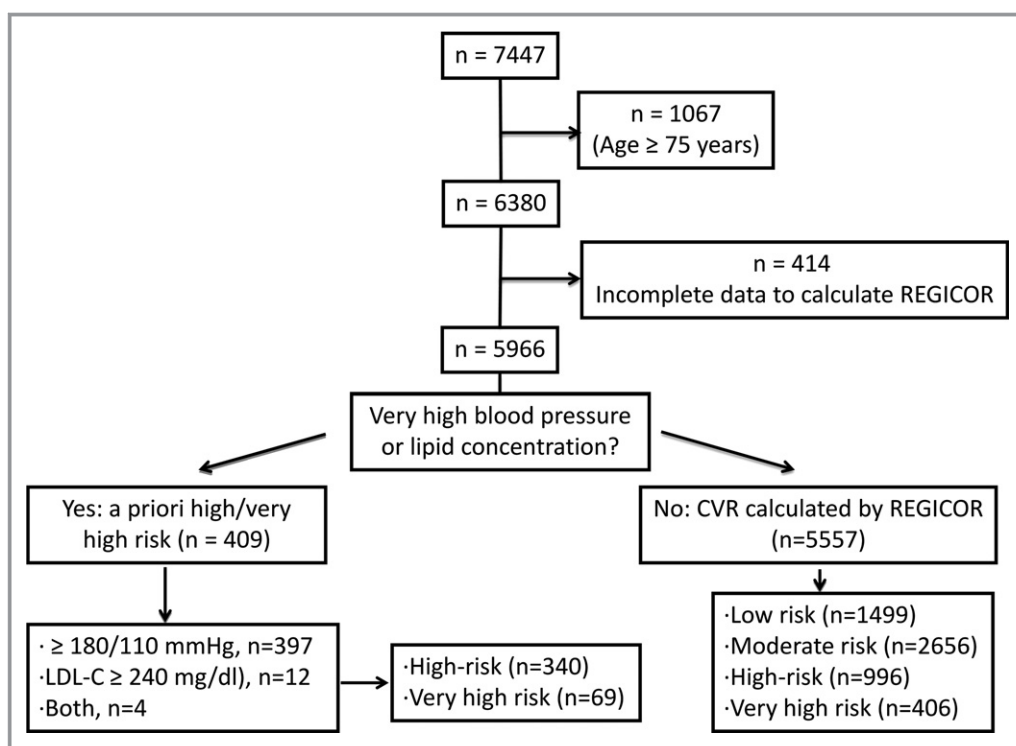 n = 7447
n = 1067
(Age ≥ 75 years)
n = 6380
n = 414
Incomplete data to calculate REGICOR
n = 5966
Very high blood pressure
or lipid concentration?
Yes: a priori high/very
high risk (n = 409)
No: CVR calculated by REGICOR
(n=5557)
· ≥ 180/110 mmHg, n=397
·LDL-C ≥ 240 mg/dl), n=12
·Both, n=4
·High-risk (n=340)
·Very high risk (n=69)
·Low risk (n=1499)
·Moderate risk (n=2656)
·High-risk (n=996)
·Very high risk (n=406)